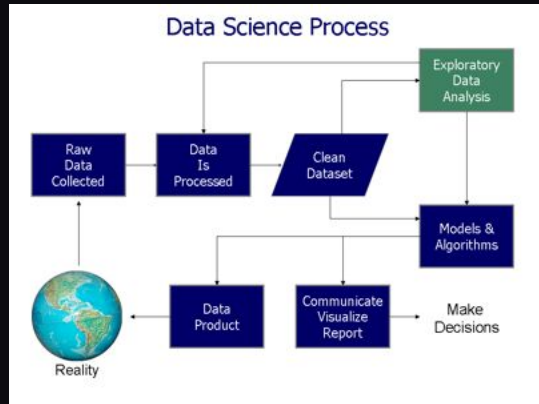 Data Science Process
Exploratory
Data
Analysis
Raw
Data
Collected
Data
Is
Processed
Clean
Dataset
Models &
Algorithms
Data
Product
Communicate
Visualize
Report
Make
Decisions
Reality